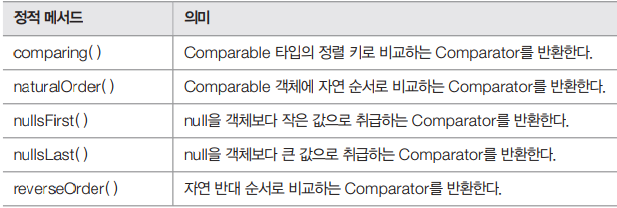 정적 메서드 의미
comparing( ) Comparable 타입의 정렬 키로 비교하는 Comparator를 반환한다.
naturalOrder( ) Comparable 객체에 자연 순서로 비교하는 Comparator를 반환한다.
nullsFirst( ) null을 객체보다 작은 값으로 취급하는 Comparator를 반환한다.
nullsLast( ) null을 객체보다 큰 값으로 취급하는 Comparator를 반환한다.
reverseOrder( ) 자연 반대 순서로 비교하는 Comparator를 반환한다.